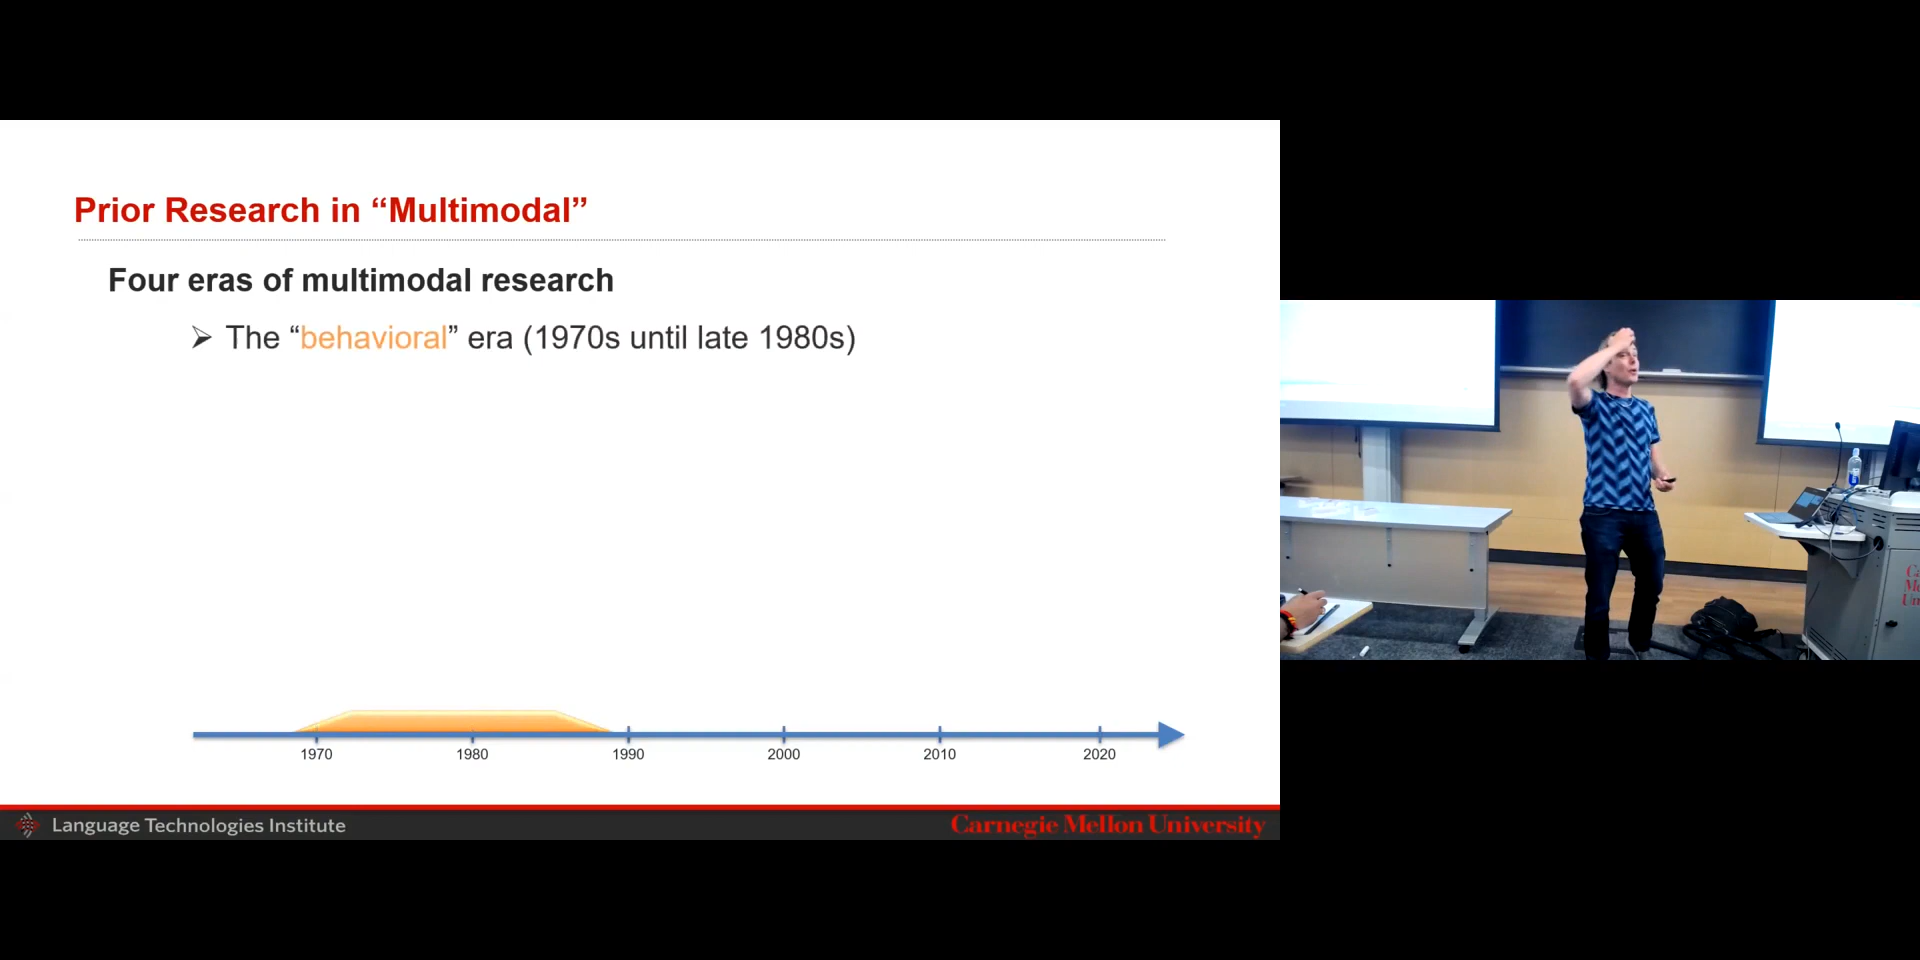 Prior Research in “Multimodal”
Four eras of multimodal research
➢ The “behavioral” era (1970s until late 1980s)
1970 1980 1990 2000 2010 2020
Language Technologies Institute
Carnegie Mellon University